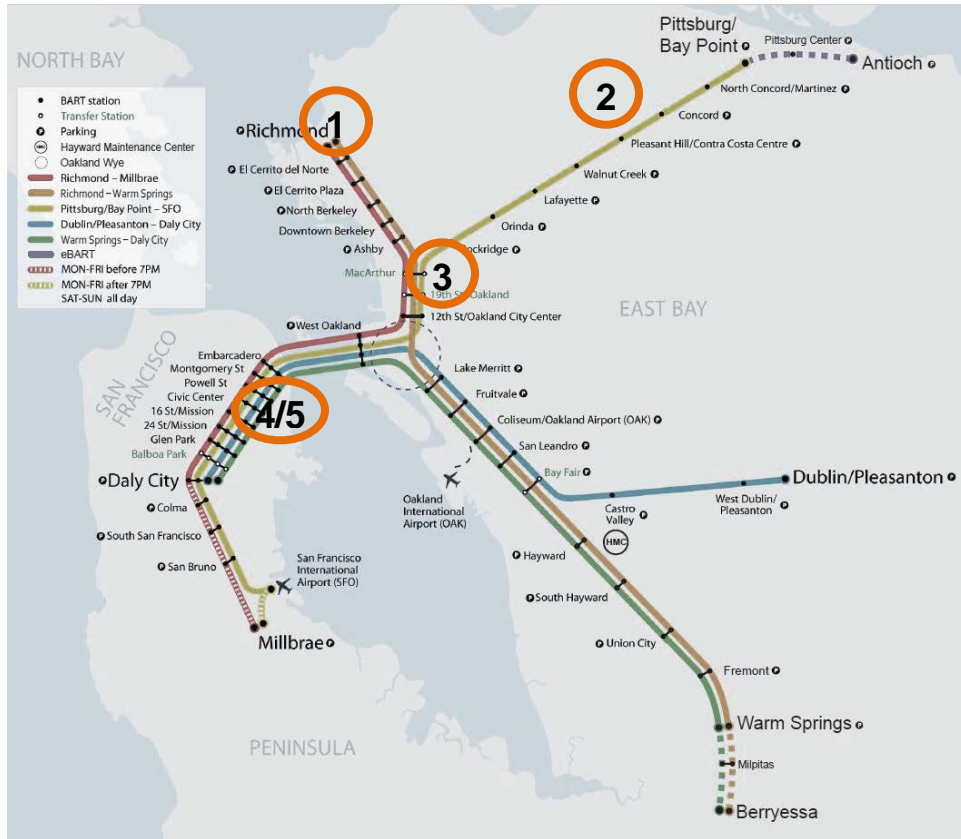 NORTH BAY
BART station
Transfer Station
P Parking
HMC Hayward Maintenance Center
Oakland Wye
Richmond – Millbrae
Richmond – Warm Springs
Pittsburg/Bay Point – SFO
Dublin/Pleasanton – Daly City
Warm Springs – Daly City
eBART
MON-FRI before 7PM
MON-FRI after 7PM
SAT-SUN all day
Pittsburg/
Bay Point P
Pittsburg Center P
Antioch P
2
North Concord/Martinez P
Concord P
Pleasant Hill/Contra Costa Centre P
Walnut Creek P
Lafayette P
Orinda P
Rockridge P
P Richmond
1
P El Cerrito del Norte
P El Cerrito Plaza
P North Berkeley
Downtown Berkeley
P Ashby
MacArthur
3
19th St/Oakland
12th St/Oakland City Center
EAST BAY
P West Oakland
SAN
FRANCISCO
Embarcadero
Montgomery St
Powell St
Civic Center
16 St/Mission
24 St/Mission
Glen Park
Balboa Park
4/5
P Daly City
P Colma
P South San Francisco
P San Bruno
San Francisco
International
Airport (SFO)
Millbrae P
PENINSULA
Lake Merritt P
Fruitvale P
Coliseum/Oakland Airport (OAK) P
San Leandro P
Bay Fair P
Oakland
International
Airport (OAK)
Castro
Valley P
HMC
West Dublin/
Pleasanton P
Dublin/Pleasanton P
P Hayward
P South Hayward
P Union City
Fremont P
Warm Springs P
Milpitas
Berryessa